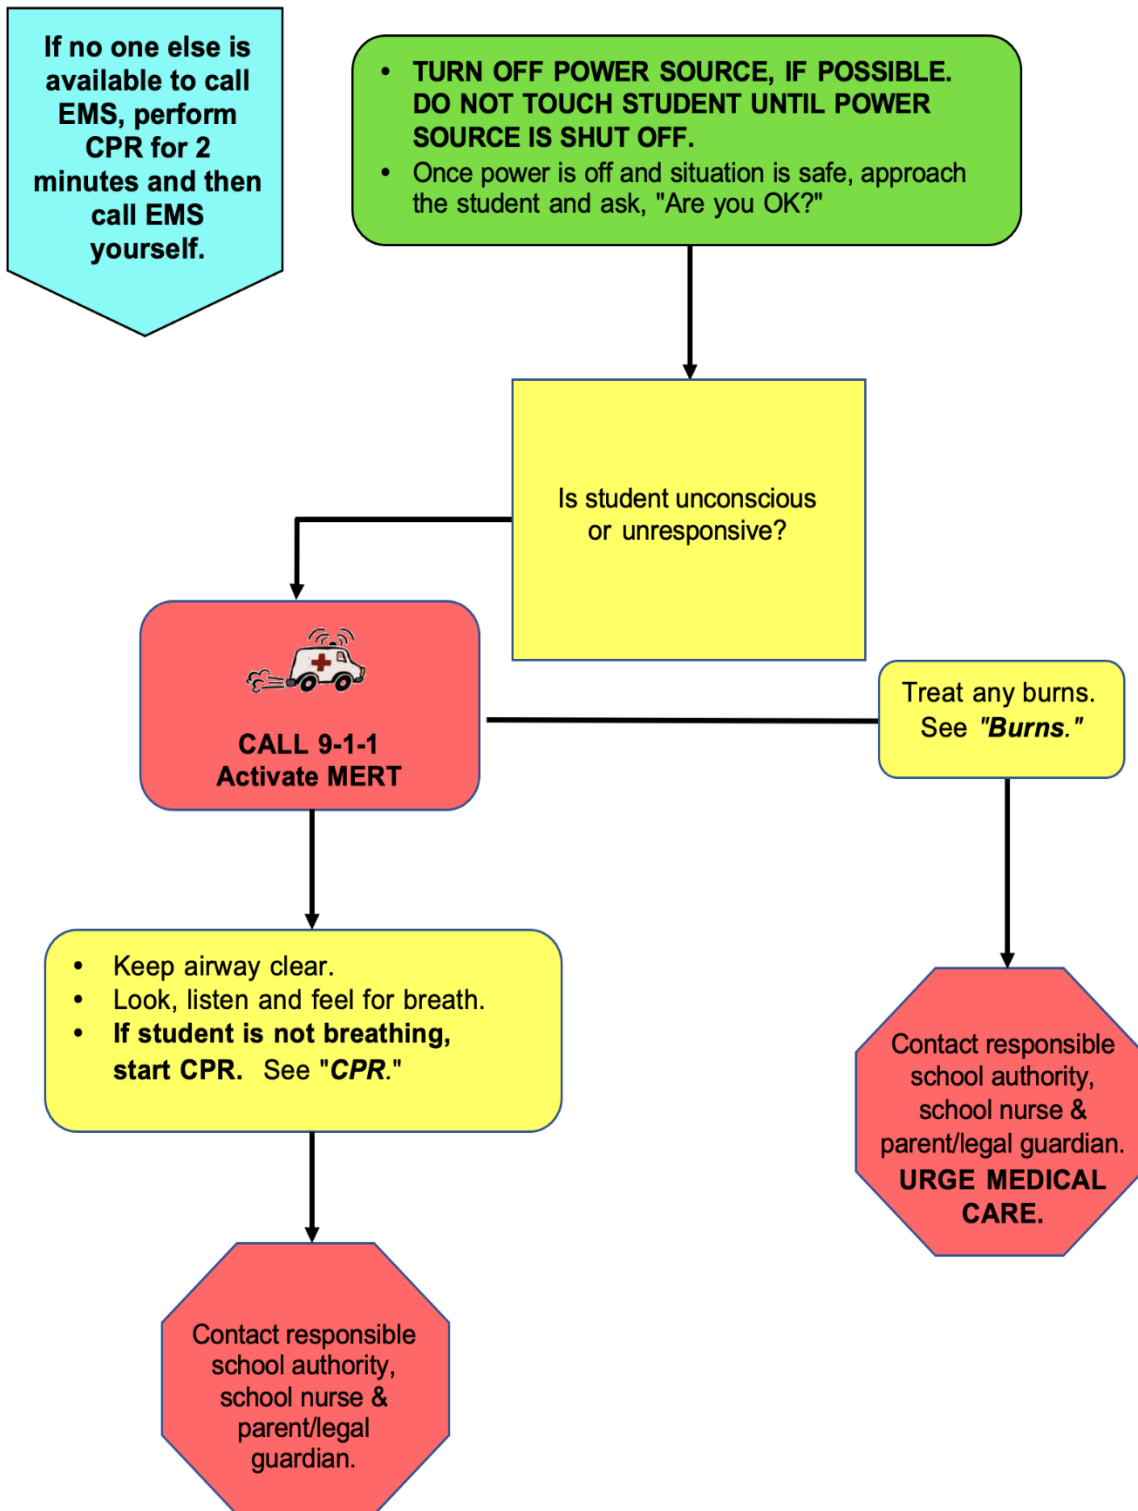 If no one else is
available to call
EMS, perform
CPR for 2
minutes and then
call EMS
yourself.
• TURN OFF POWER SOURCE, IF POSSIBLE.
DO NOT TOUCH STUDENT UNTIL POWER
SOURCE IS SHUT OFF.
• Once power is off and situation is safe, approach
the student and ask, "Are you OK?"
Is student unconscious
or unresponsive?
CALL 9-1-1
Activate MERT
Treat any burns.
See "Burns."
• Keep airway clear.
• Look, listen and feel for breath.
• If student is not breathing,
start CPR. See "CPR."
Contact responsible
school authority,
school nurse &
parent/legal guardian.
URGE MEDICAL
CARE.
Contact responsible
school authority,
school nurse &
parent/legal
guardian.